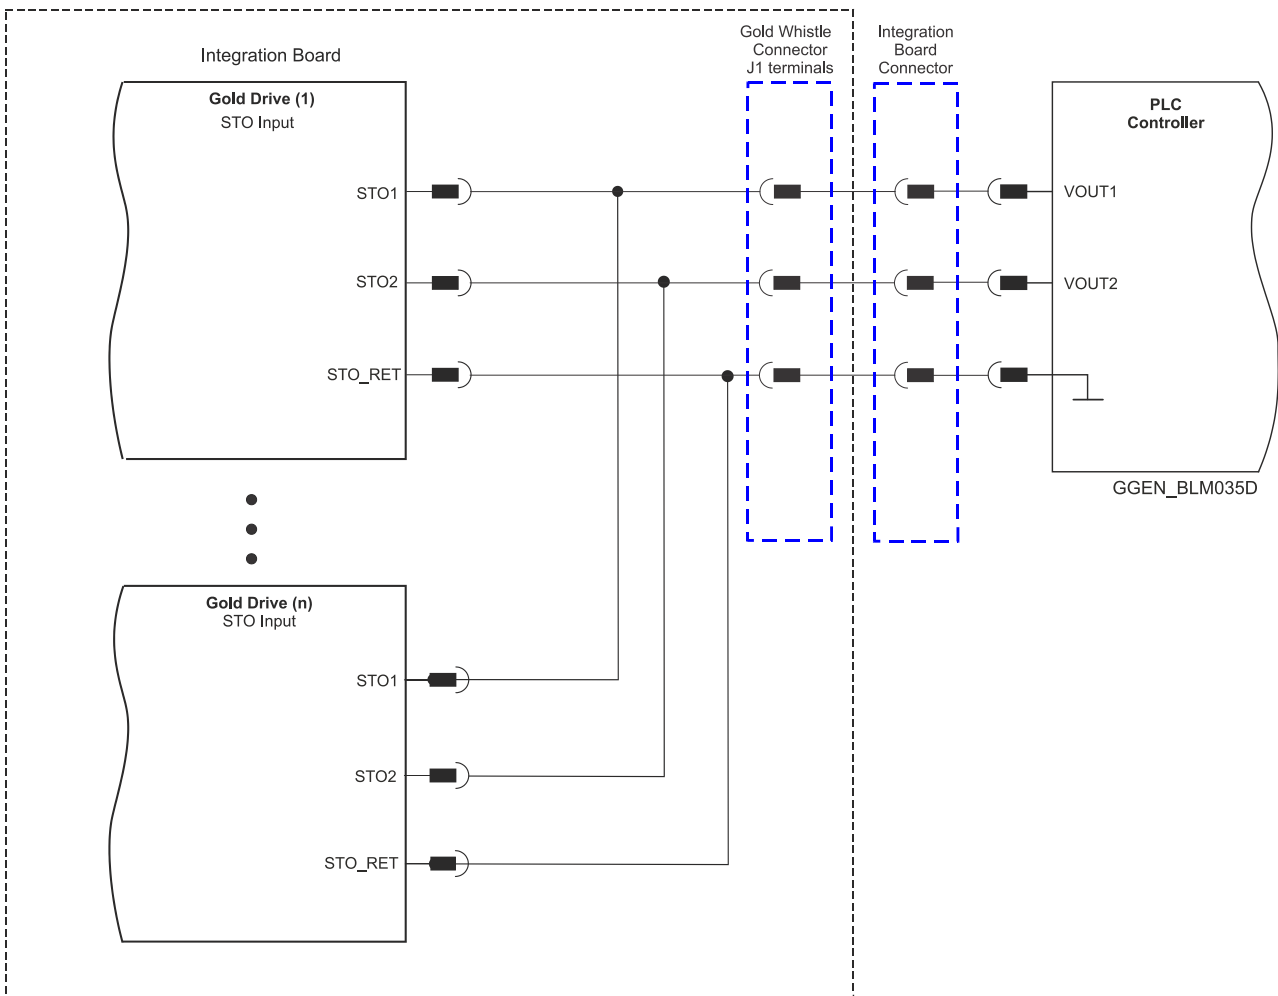 Integration Board
Gold Whistle
Connector
J1 terminals
Integration
Board
Connector
Gold Drive (1)
STO Input
STO1
STO2
STO_RET
PLC
Controller
VOUT1
VOUT2
GGEN_BLM035D
Gold Drive (n)
STO Input
STO1
STO2
STO_RET